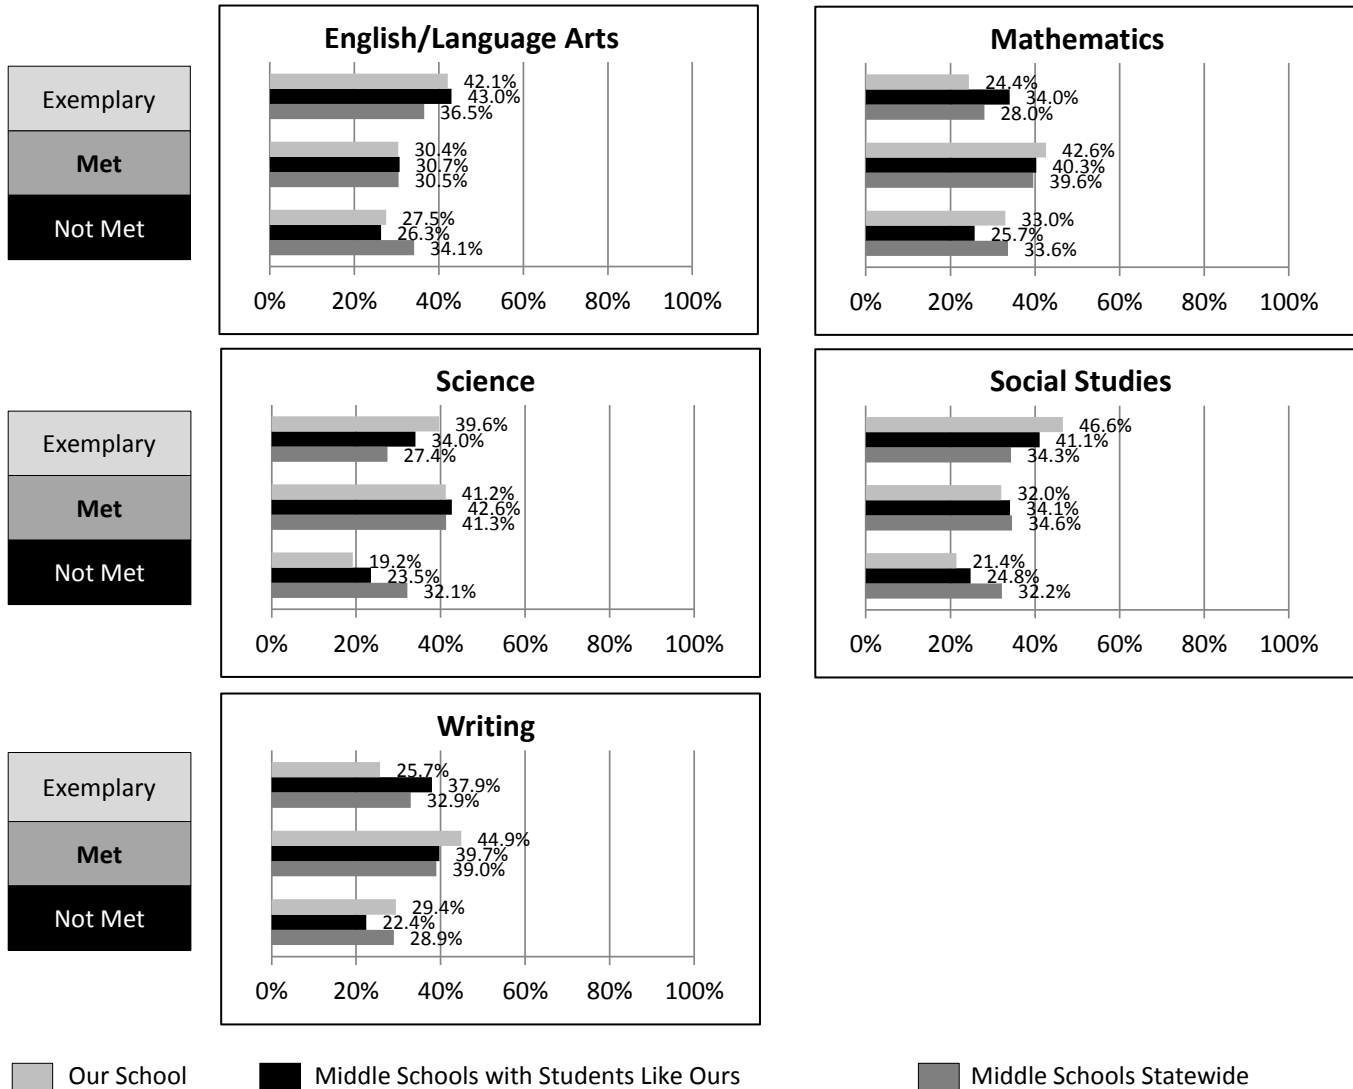 English/Language Arts
Exemplary
Met
Not Met
42.1%
43.0%
36.5%
30.4%
30.7%
30.5%
27.5%
26.3%
34.1%
0% 20% 40% 60% 80% 100%
Mathematics
24.4%
34.0%
28.0%
42.6%
40.3%
39.6%
33.0%
25.7%
33.6%
0% 20% 40% 60% 80% 100%
Science
Exemplary
Met
Not Met
39.6%
34.0%
27.4%
41.2%
42.6%
41.3%
19.2%
23.5%
32.1%
0% 20% 40% 60% 80% 100%
Social Studies
46.6%
41.1%
34.3%
32.0%
34.1%
34.6%
21.4%
24.8%
32.2%
0% 20% 40% 60% 80% 100%
Writing
Exemplary
Met
Not Met
25.7%
37.9%
32.9%
44.9%
39.7%
39.0%
29.4%
22.4%
28.9%
0% 20% 40% 60% 80% 100%
Our School Middle Schools with Students Like Ours Middle Schools Statewide